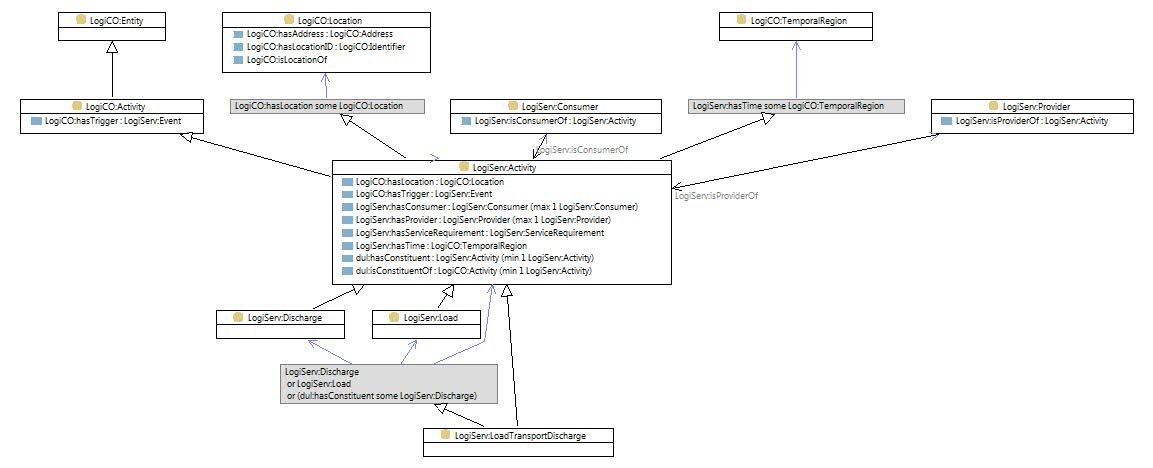 LogiCO:Entity
LogiCO:Location
LogiCO:hasAddress : LogiCO:Address
LogiCO:hasLocationID : LogiCO:Identifier
LogiCO:isLocationOf
LogiCO:TemporalRegion
LogiCO:Activity
LogiCO:hasTrigger : LogiServ:Event
LogiCO:hasLocation some LogiCO:Location
LogiServ:Consumer
LogiServ:isConsumerOf : LogiServ:Activity
LogiServ:hasTime some LogiCO:TemporalRegion
LogiServ:Provider
LogiServ:isProviderOf : LogiServ:Activity
LogiServ:isConsumerOf
LogiServ:isProviderOf
LogiServ:Activity
LogiCO:hasLocation : LogiCO:Location
LogiCO:hasTrigger : LogiServ:Event
LogiServ:hasConsumer : LogiServ:Consumer (max 1 LogiServ:Consumer)
LogiServ:hasProvider : LogiServ:Provider (max 1 LogiServ:Provider)
LogiServ:hasServiceRequirement : LogiServ:ServiceRequirement
LogiServ:hasTime : LogiCO:TemporalRegion
dul:hasConstituent : LogiServ:Activity (min 1 LogiServ:Activity)
dul:isConstituentOf : LogiCO:Activity (min 1 LogiServ:Activity)
LogiServ:Discharge
LogiServ:Load
LogiServ:Discharge
or LogiServ:Load
or (dul:hasConstituent some LogiServ:Discharge)
LogiServ:LoadTransportDischarge